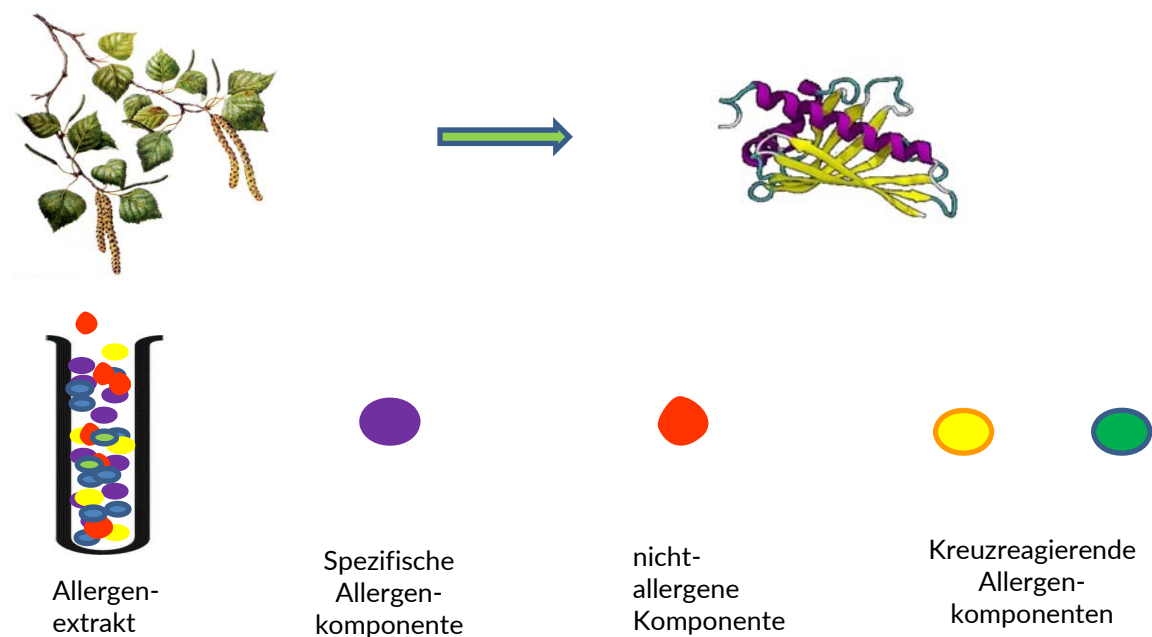 Allergen-
extrakt
Spezifische
Allergen-
komponente
nicht-
allergene
Komponente
Kreuzreagierende
Allergen-
komponenten